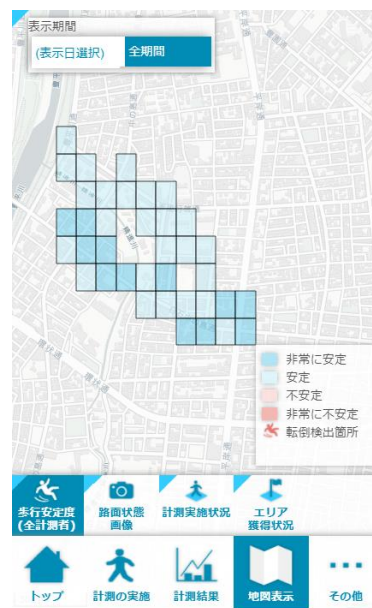 表示期間
(表示日選択) 全期間
非常に安定
安定
不安定
非常に不安定
転倒検出箇所
歩行安定度
(全計測者)
路面状態
画像
計測実施状況
エリア
獲得状況
トップ
計測の実施
計測結果
地図表示
その他